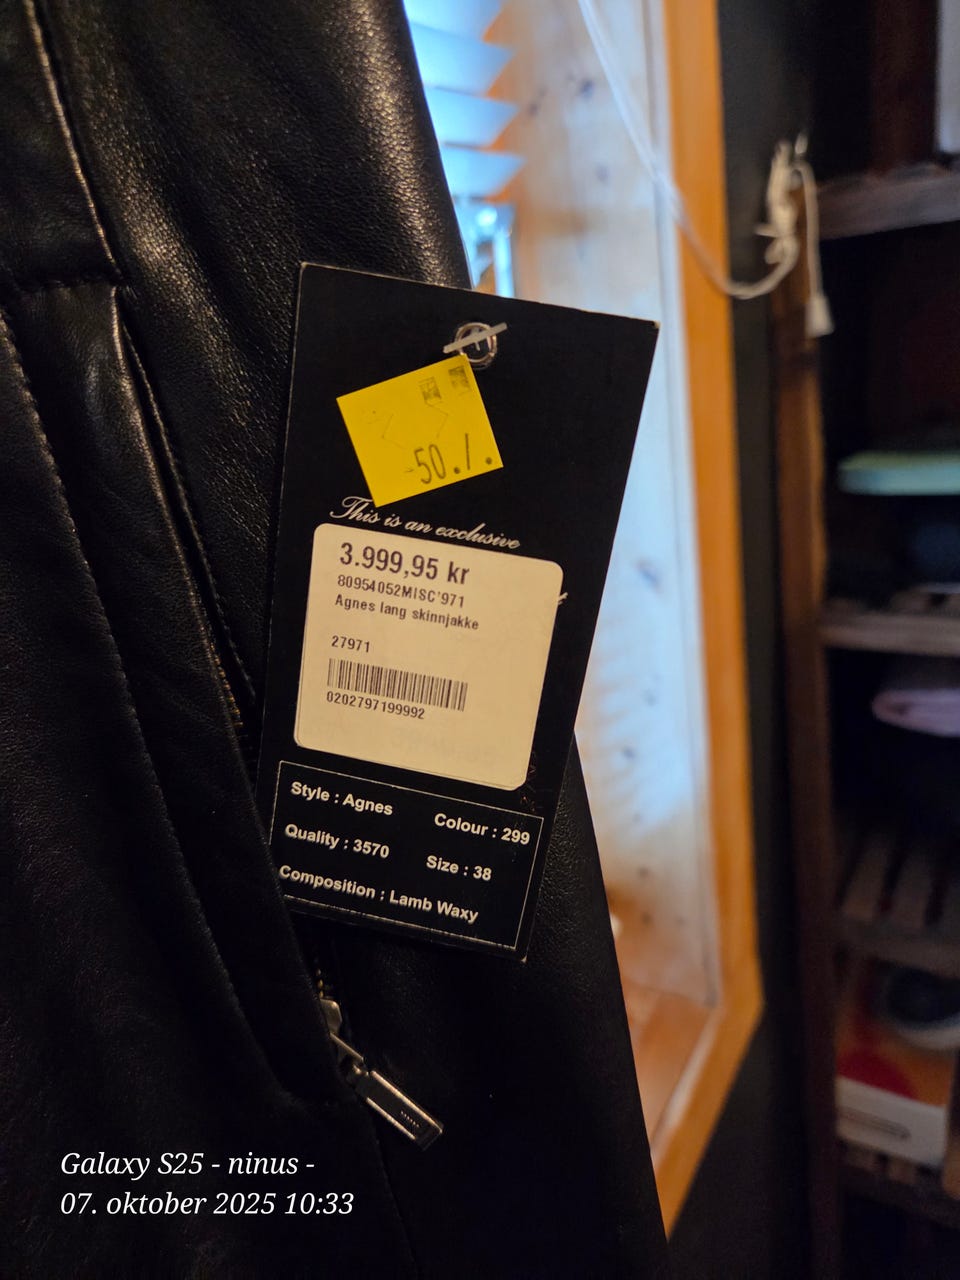 -50./.
This is an exclusive
3.999,95 kr
80954052MISC'971
Agnes lang skinnjakke
27971
0202797199992
Style : Agnes
Colour : 299
Quality : 3570
Size : 38
Composition : Lamb Waxy
Galaxy S25 - ninus -
07. oktober 2025 10:33